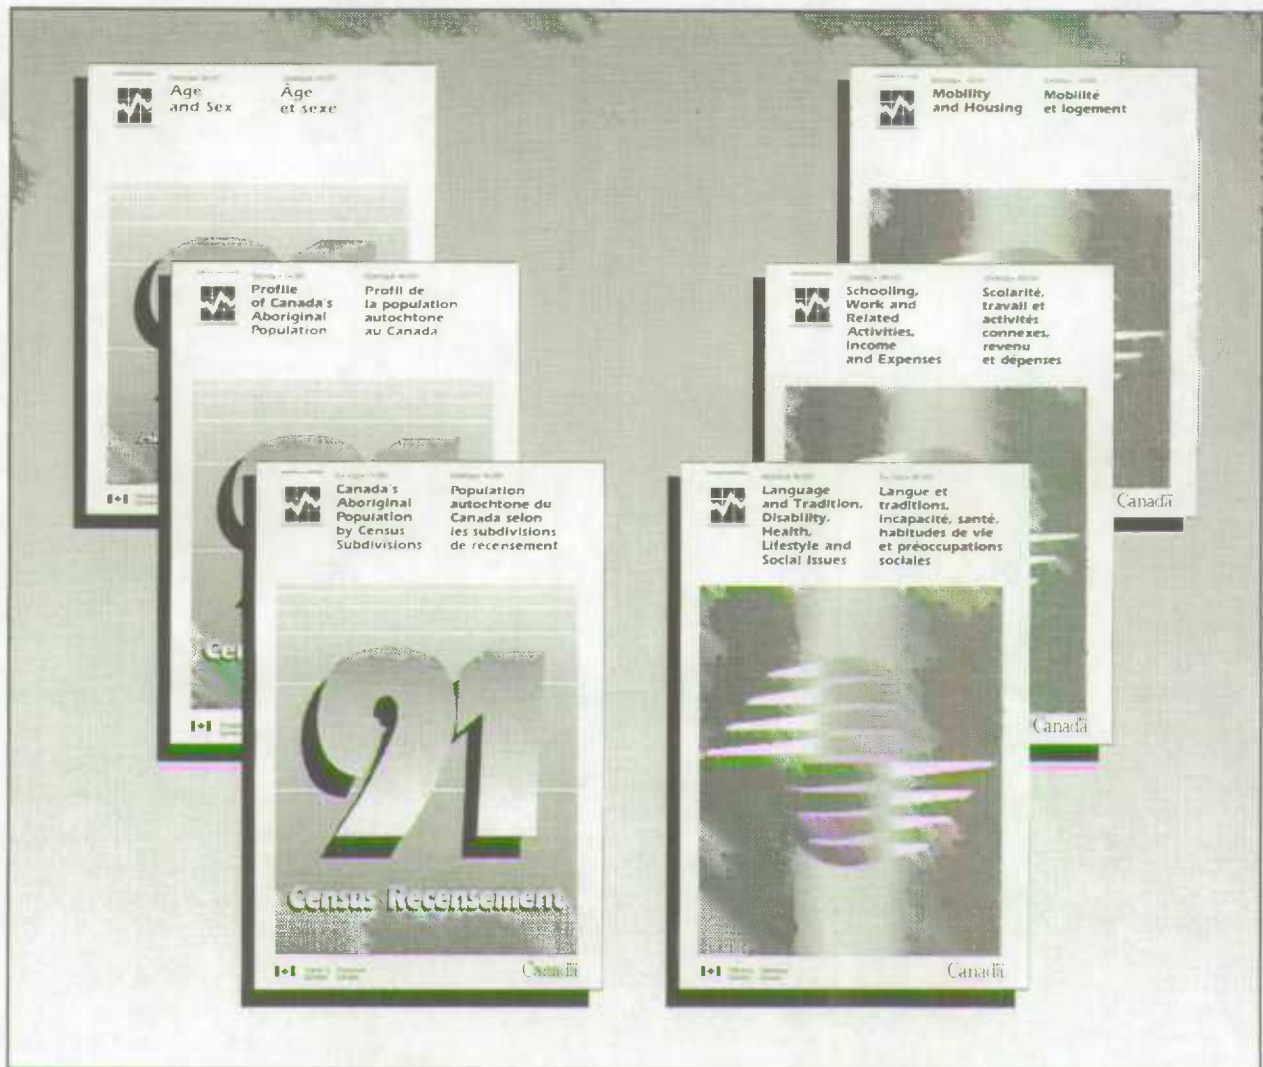 Age
and Sex
Âge
et sexe
Profile
of Canada's
Aboriginal
Population
Profil de
la population
autochtone
au Canada
Canada's
Aboriginal
Population
by Census
Subdivisions
Population
autochtone du
Canada selon
les subdivisions
de recensement
91
Census Recensement
Canada
Mobility
and Housing
Mobilité
et logement
Canada
Schooling,
Work and
Related
Activities,
Income
and Expenses
Scolarité,
travail et
activités
connexes,
revenu
et dépenses
Canada
Language
and Tradition,
Disability,
Health,
Lifestyle and
Social Issues
Langue et
traditions,
incapacité, santé,
habitudes de vie
et préoccupations
sociales
Canada